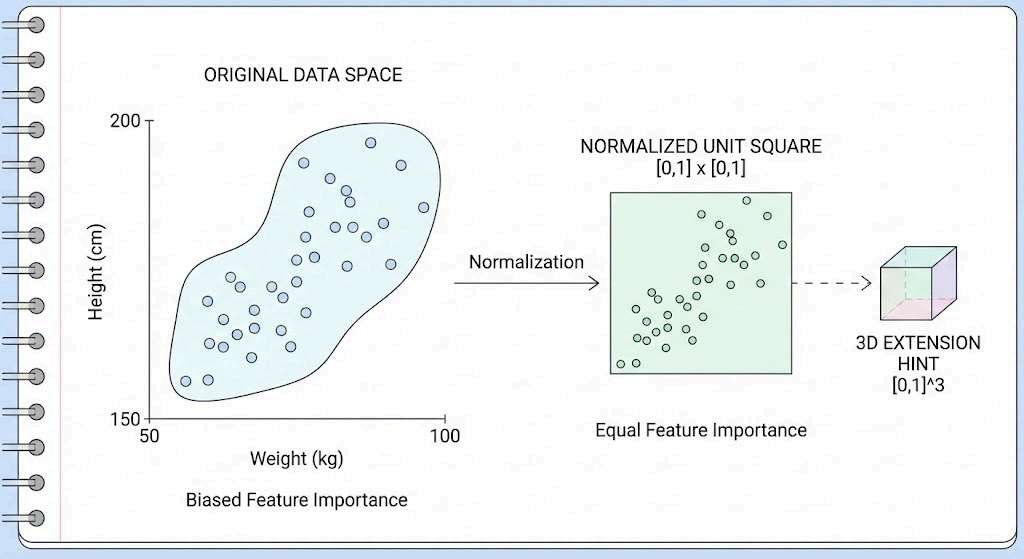 ORIGINAL DATA SPACE
200
Height (cm)
150
50
100
Weight (kg)
Biased Feature Importance
Normalization
NORMALIZED UNIT SQUARE
[0,1] x [0,1]
Equal Feature Importance
3D EXTENSION
HINT
[0,1]^3